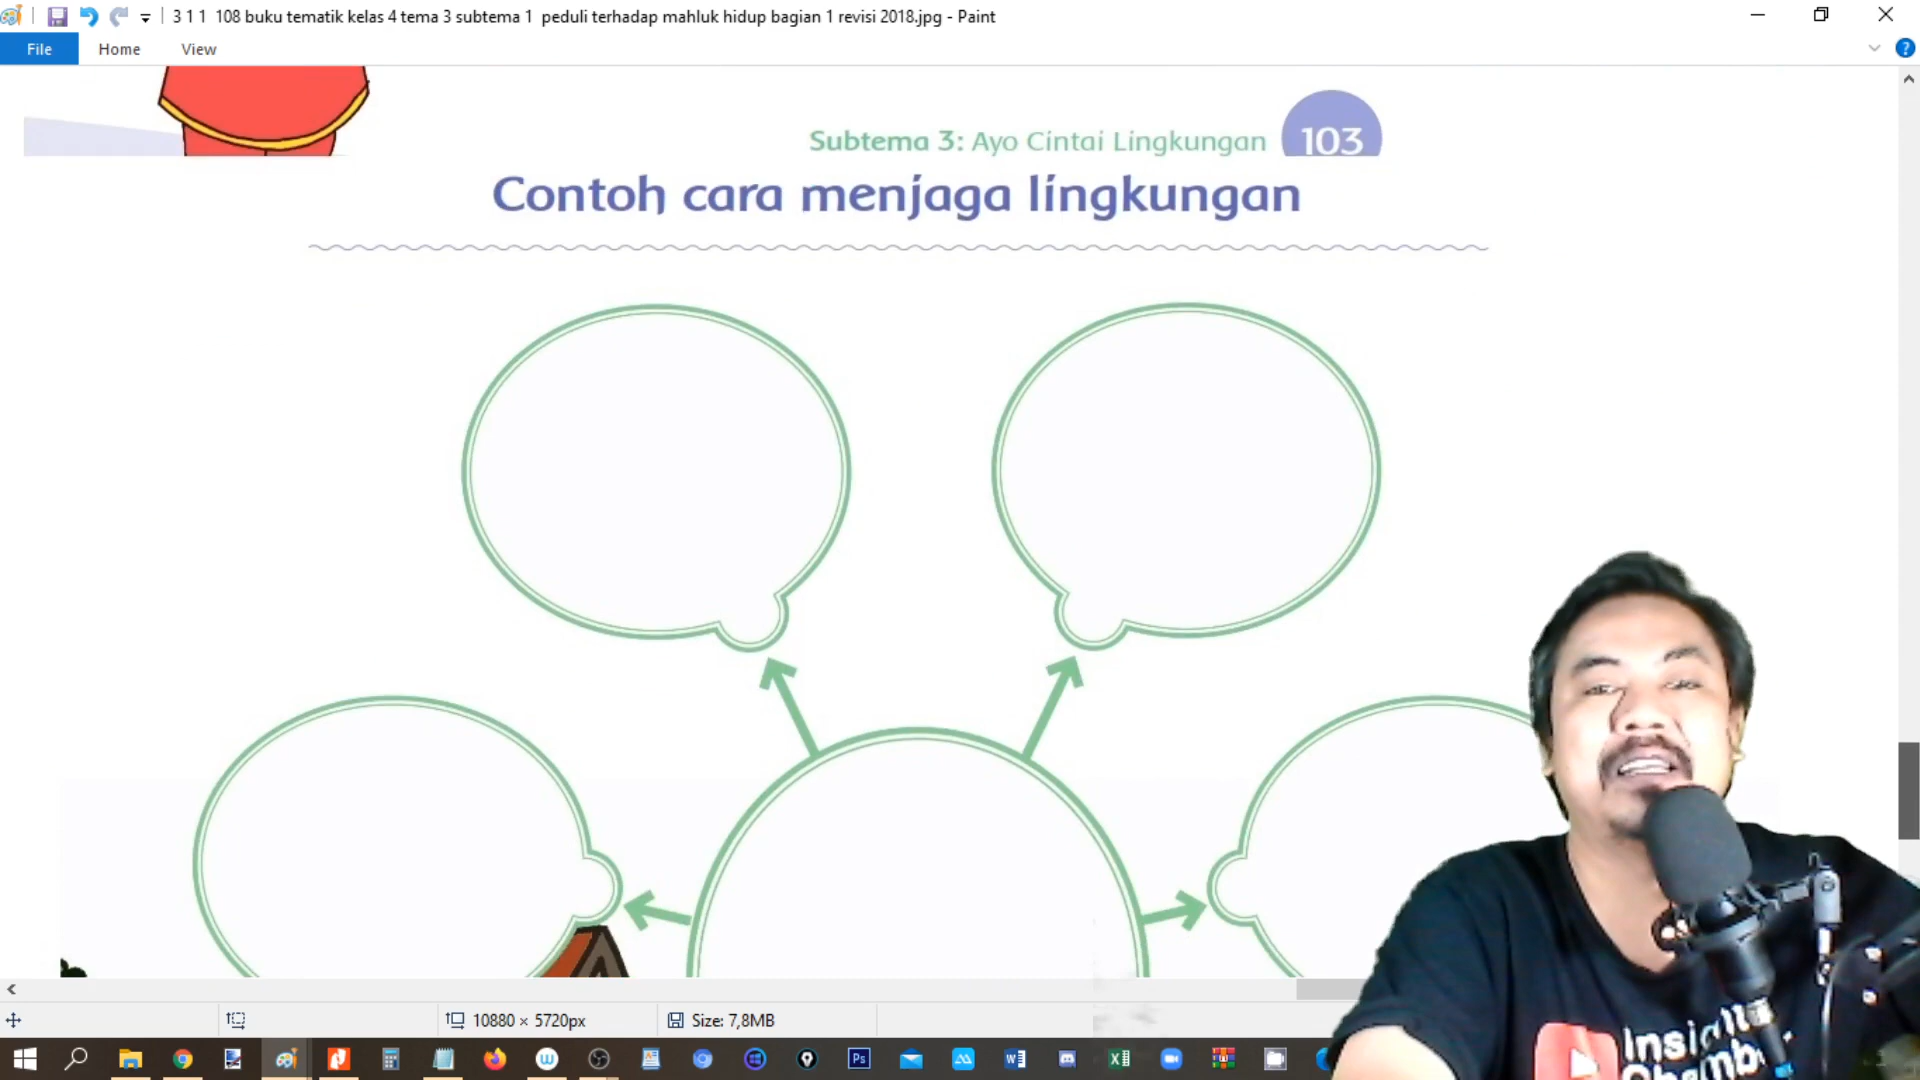 3 1 1  108 buku tematik kelas 4 tema 3 subtema 1  peduli terhadap mahluk hidup bagian 1 revisi 2018.jpg - Paint
File Home View
Subtema 3: Ayo Cintai Lingkungan 103
Contoh cara menjaga lingkungan
10880 × 5720px Size: 7,8MB
Ps